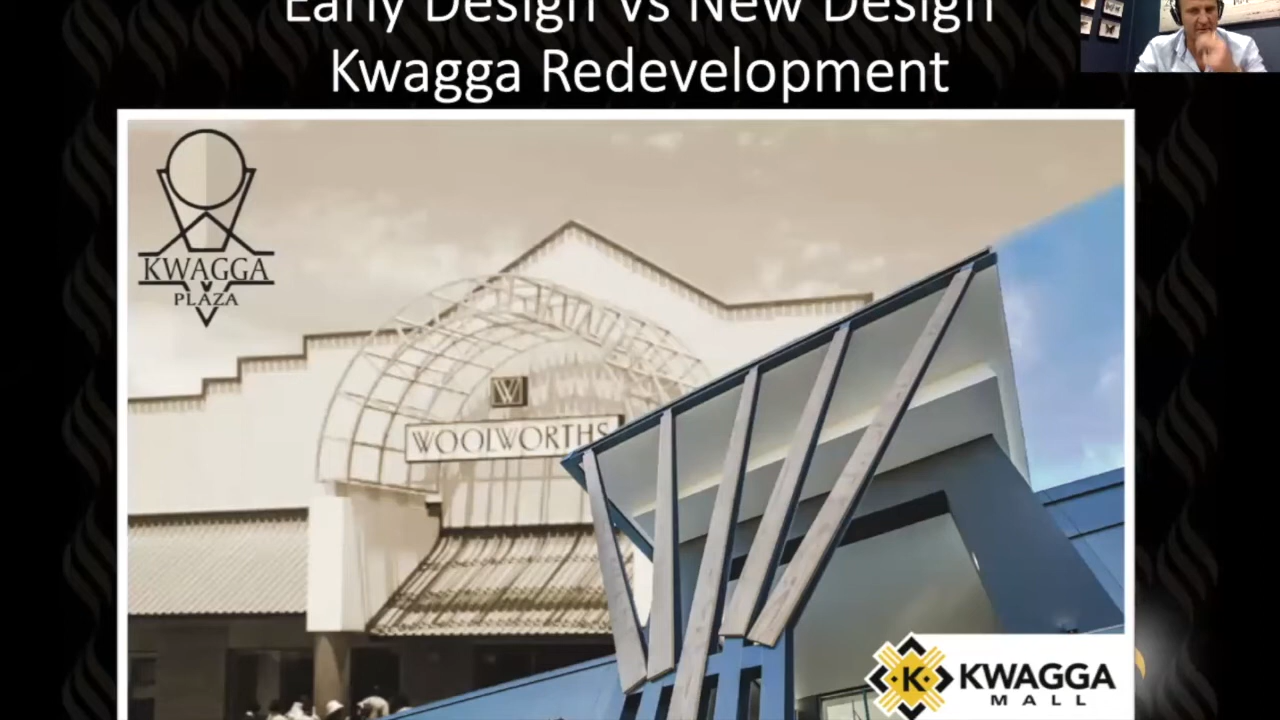 Early Design Vs New Design
Kwagga Redevelopment
KWAGGA
PLAZA
W
WOOLWORTHS
K
KWAGGA
MALL